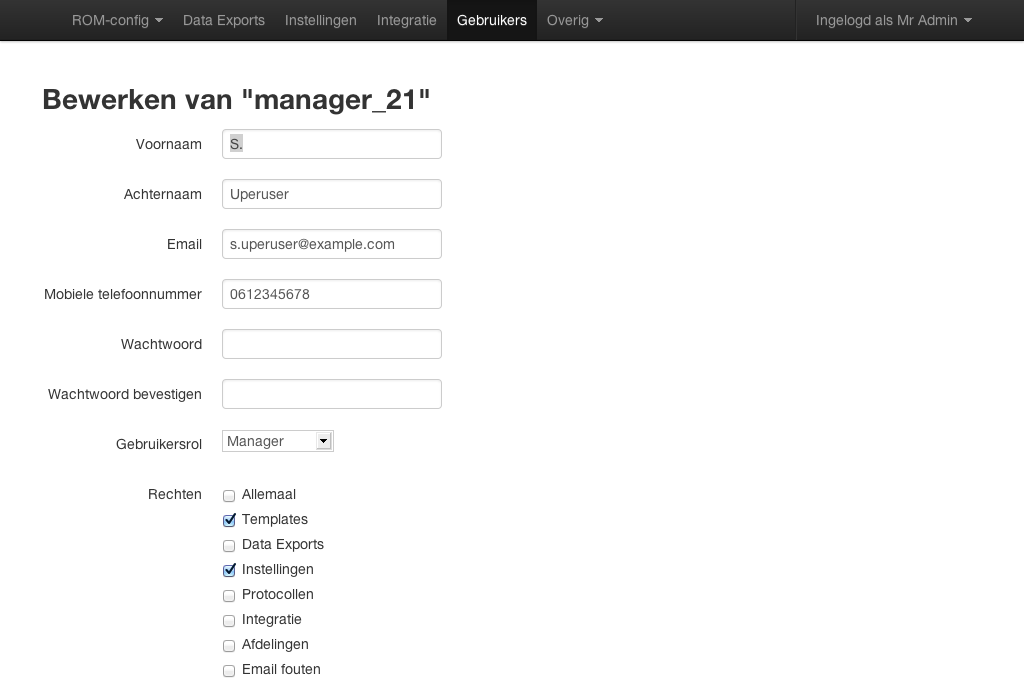 ROM-config Data Exports Instellingen Integratie Gebruikers Overig Ingelogd als Mr Admin
Bewerken van "manager_21"
Voornaam S.
Achternaam Uperuser
Email s.uperuser@example.com
Mobiele telefoonnummer 0612345678
Wachtwoord
Wachtwoord bevestigen
Gebruikersrol Manager
Rechten Allemaal
Templates
Data Exports
Instellingen
Protocollen
Integratie
Afdelingen
Email fouten